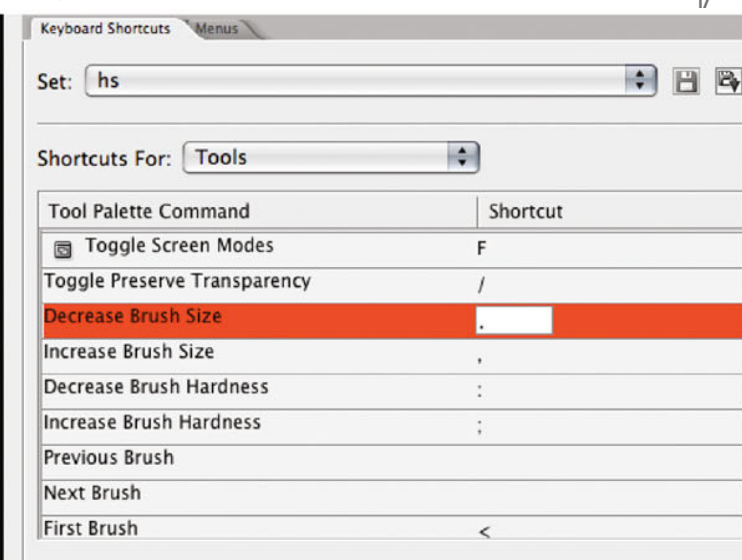 Keyboard Shortcuts Menus
Set: hs
Shortcuts For: Tools
Tool Palette Command Shortcut
Toggle Screen Modes F
Toggle Preserve Transparency /
Decrease Brush Size .
Increase Brush Size ,
Decrease Brush Hardness :
Increase Brush Hardness ;
Previous Brush
Next Brush
First Brush <